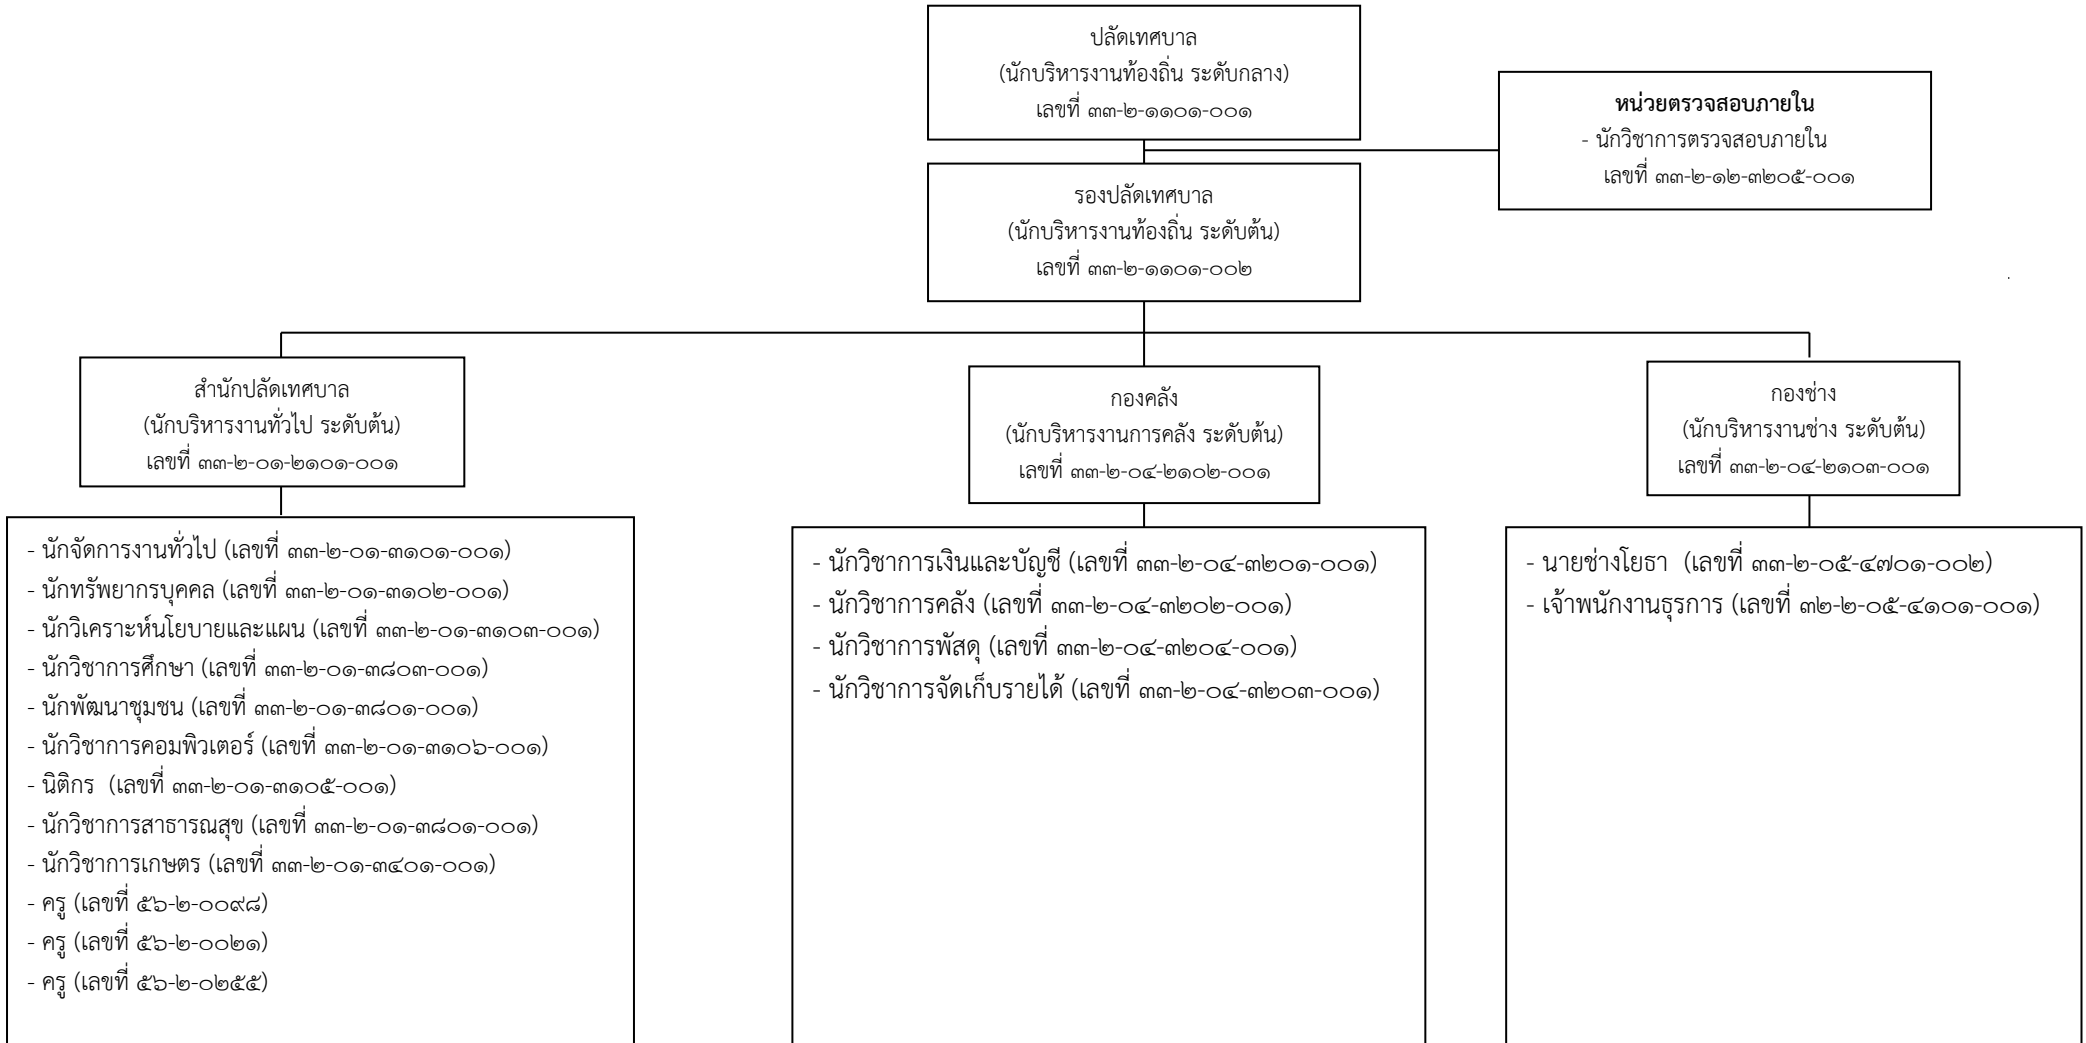 ปลัดเทศบาล
(นักบริหารงานท้องถิ่น ระดับกลาง)
เลขที่ ๓๓-๒-๑๑๐๑-๐๐๑
หน่วยตรวจสอบภายใน
- นักวิชาการตรวจสอบภายใน
เลขที่ ๓๓-๒-๑๒-๓๒๐๕-๐๐๑
รองปลัดเทศบาล
(นักบริหารงานท้องถิ่น ระดับต้น)
เลขที่ ๓๓-๒-๑๑๐๑-๐๐๒
สำนักปลัดเทศบาล
(นักบริหารงานทั่วไป ระดับต้น)
เลขที่ ๓๓-๒-๐๑-๒๑๐๑-๐๐๑
กองคลัง
(นักบริหารงานการคลัง ระดับต้น)
เลขที่ ๓๓-๒-๐๔-๒๑๐๒-๐๐๑
กองช่าง
(นักบริหารงานช่าง ระดับต้น)
เลขที่ ๓๓-๒-๐๔-๒๑๐๓-๐๐๑
- นักจัดการงานทั่วไป (เลขที่ ๓๓-๒-๐๑-๓๑๐๑-๐๐๑)
- นักทรัพยากรบุคคล (เลขที่ ๓๓-๒-๐๑-๓๑๐๒-๐๐๑)
- นักวิเคราะห์นโยบายและแผน (เลขที่ ๓๓-๒-๐๑-๓๑๐๓-๐๐๑)
- นักวิชาการศึกษา (เลขที่ ๓๓-๒-๐๑-๓๘๐๓-๐๐๑)
- นักพัฒนาชุมชน (เลขที่ ๓๓-๒-๐๑-๓๘๐๑-๐๐๑)
- นักวิชาการคอมพิวเตอร์ (เลขที่ ๓๓-๒-๐๑-๓๑๐๖-๐๐๑)
- นิติกร (เลขที่ ๓๓-๒-๐๑-๓๑๐๕-๐๐๑)
- นักวิชาการสาธารณสุข (เลขที่ ๓๓-๒-๐๑-๓๘๐๑-๐๐๑)
- นักวิชาการเกษตร (เลขที่ ๓๓-๒-๐๑-๓๔๐๑-๐๐๑)
- ครู (เลขที่ ๕๖-๒-๐๐๙๘)
- ครู (เลขที่ ๕๖-๒-๐๐๒๑)
- ครู (เลขที่ ๕๖-๒-๐๒๕๕)
- นักวิชาการเงินและบัญชี (เลขที่ ๓๓-๒-๐๔-๓๒๐๑-๐๐๑)
- นักวิชาการคลัง (เลขที่ ๓๓-๒-๐๔-๓๒๐๒-๐๐๑)
- นักวิชาการพัสดุ (เลขที่ ๓๓-๒-๐๔-๓๒๐๔-๐๐๑)
- นักวิชาการจัดเก็บรายได้ (เลขที่ ๓๓-๒-๐๔-๓๒๐๓-๐๐๑)
- นายช่างโยธา (เลขที่ ๓๓-๒-๐๕-๔๗๐๑-๐๐๒)
- เจ้าพนักงานธุรการ (เลขที่ ๓๒-๒-๐๕-๔๑๐๑-๐๐๑)